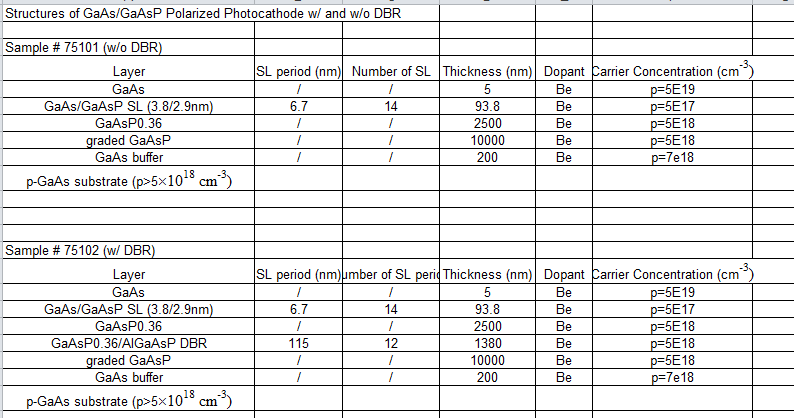 Structures of GaAs/GaAsP Polarized Photocathode w/ and w/o DBR
Sample # 75101 (w/o DBR)
Layer SL period (nm) Number of SL Thickness (nm) Dopant Carrier Concentration (cm-3)
GaAs / / 5 Be p=5E19
GaAs/GaAsP SL (3.8/2.9nm) 6.7 14 93.8 Be p=5E17
GaAsP0.36 / / 2500 Be p=5E18
graded GaAsP / / 10000 Be p=5E18
GaAs buffer / / 200 Be p=7e18
p-GaAs substrate (p>5×10^18 cm-3)
Sample # 75102 (w/ DBR)
Layer SL period (nm) umber of SL peri Thickness (nm) Dopant Carrier Concentration (cm-3)
GaAs / / 5 Be p=5E19
GaAs/GaAsP SL (3.8/2.9nm) 6.7 14 93.8 Be p=5E17
GaAsP0.36 / / 2500 Be p=5E18
GaAsP0.36/AlGaAsP DBR 115 12 1380 Be p=5E18
graded GaAsP / / 10000 Be p=5E18
GaAs buffer / / 200 Be p=7e18
p-GaAs substrate (p>5×10^18 cm-3)